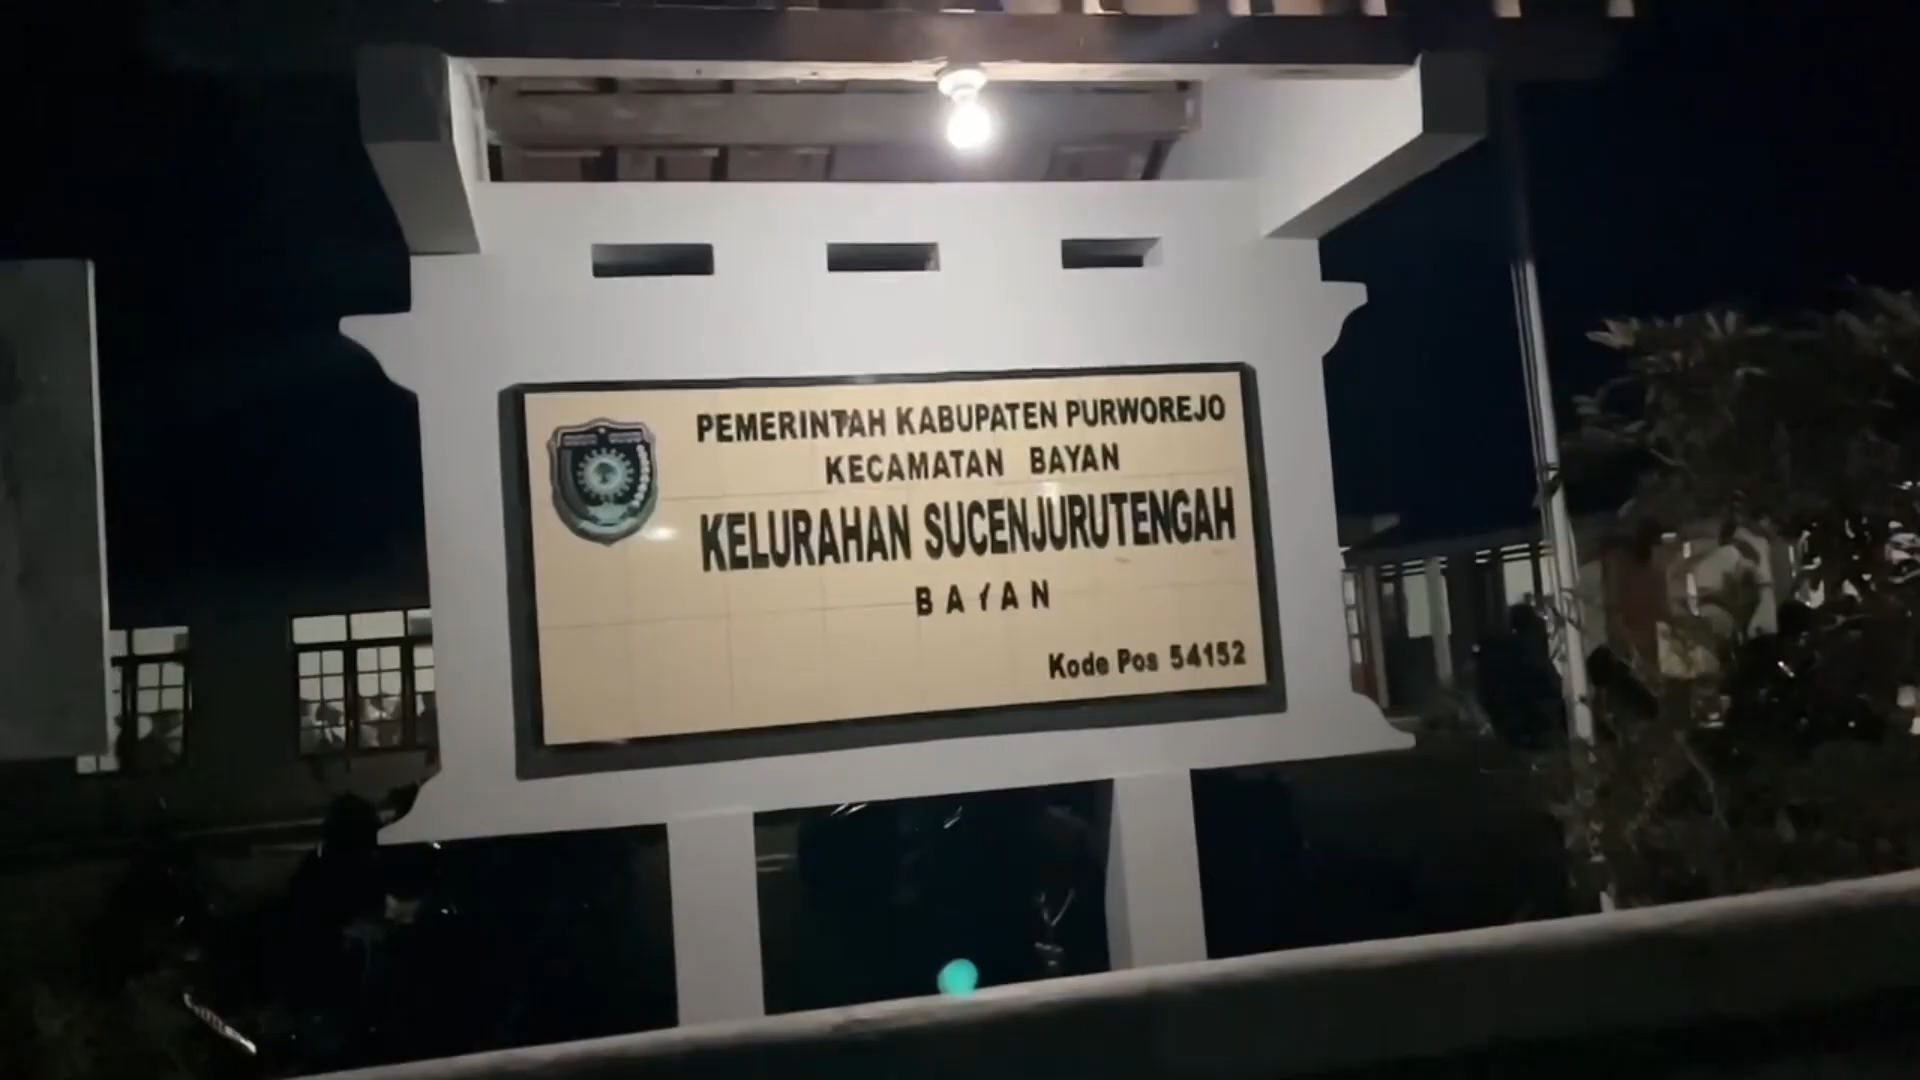 PEMERINTAH KABUPATEN PURWOREJO
KECAMATAN BAYAN
KELURAHAN SUCENJURUTENGAH
BAYAN
Kode Pos 54152